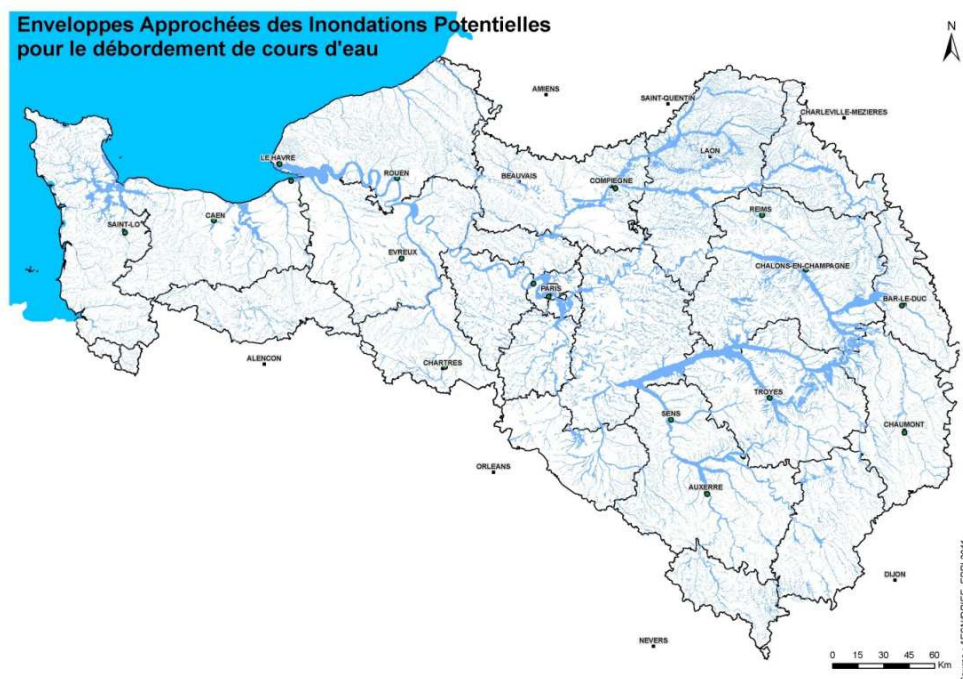 Enveloppes Approchées des Inondations Potentielles
pour le débordement de cours d'eau
N
AMIENS
SAINT-QUENTIN
CHARLEVILLE-MEZIERES
LE HAVRE
ROUEN
BEAUVAIS
COMPIEGNE
LAON
REIMS
SAINT-LO
CAEN
EVREUX
PARIS
CHALONS-EN-CHAMPAGNE
BAR-LE-DUC
ALENCON
CHARTRES
SENS
TROYES
CHAUMONT
ORLEANS
AUXERRE
DIJON
NEVERS
0 15 30 45 60
Km